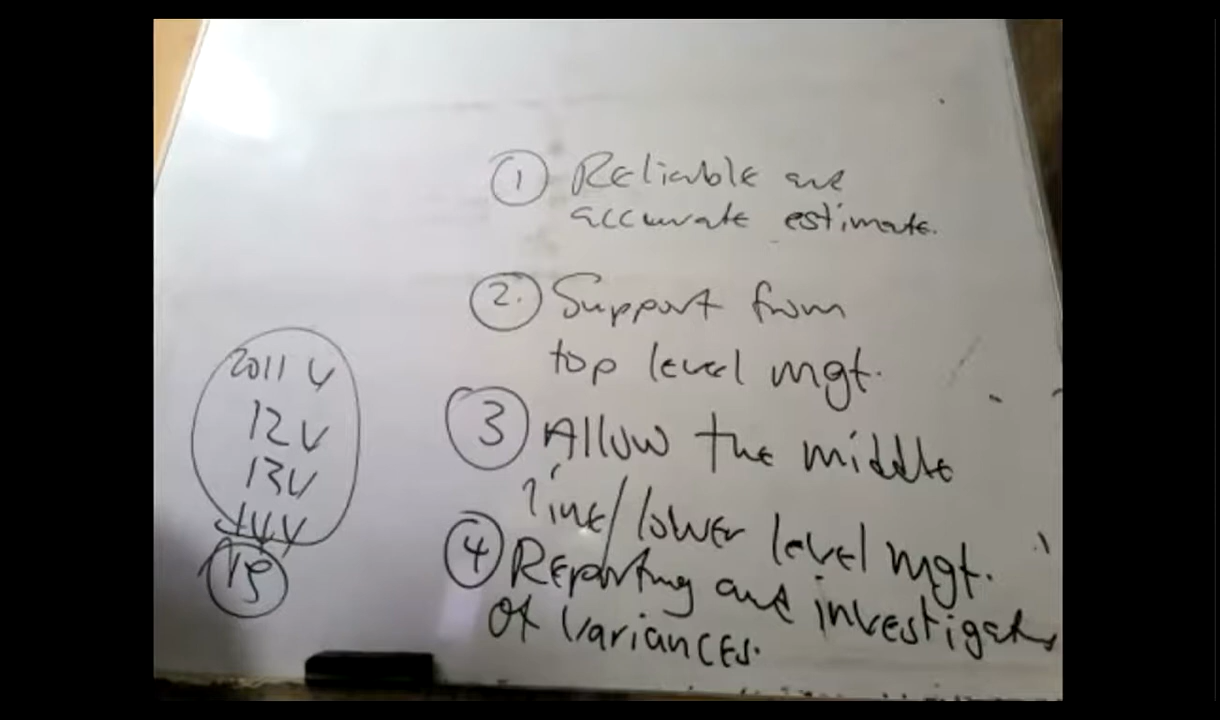 ① Reliable and
accurate estimate.
② Support from
top level mgt.
③ Allow the middle
line/lower level mgt.
④ Reporting and investigation
of variances.
2011 ✓
12 ✓
13 ✓
14 ✓
15